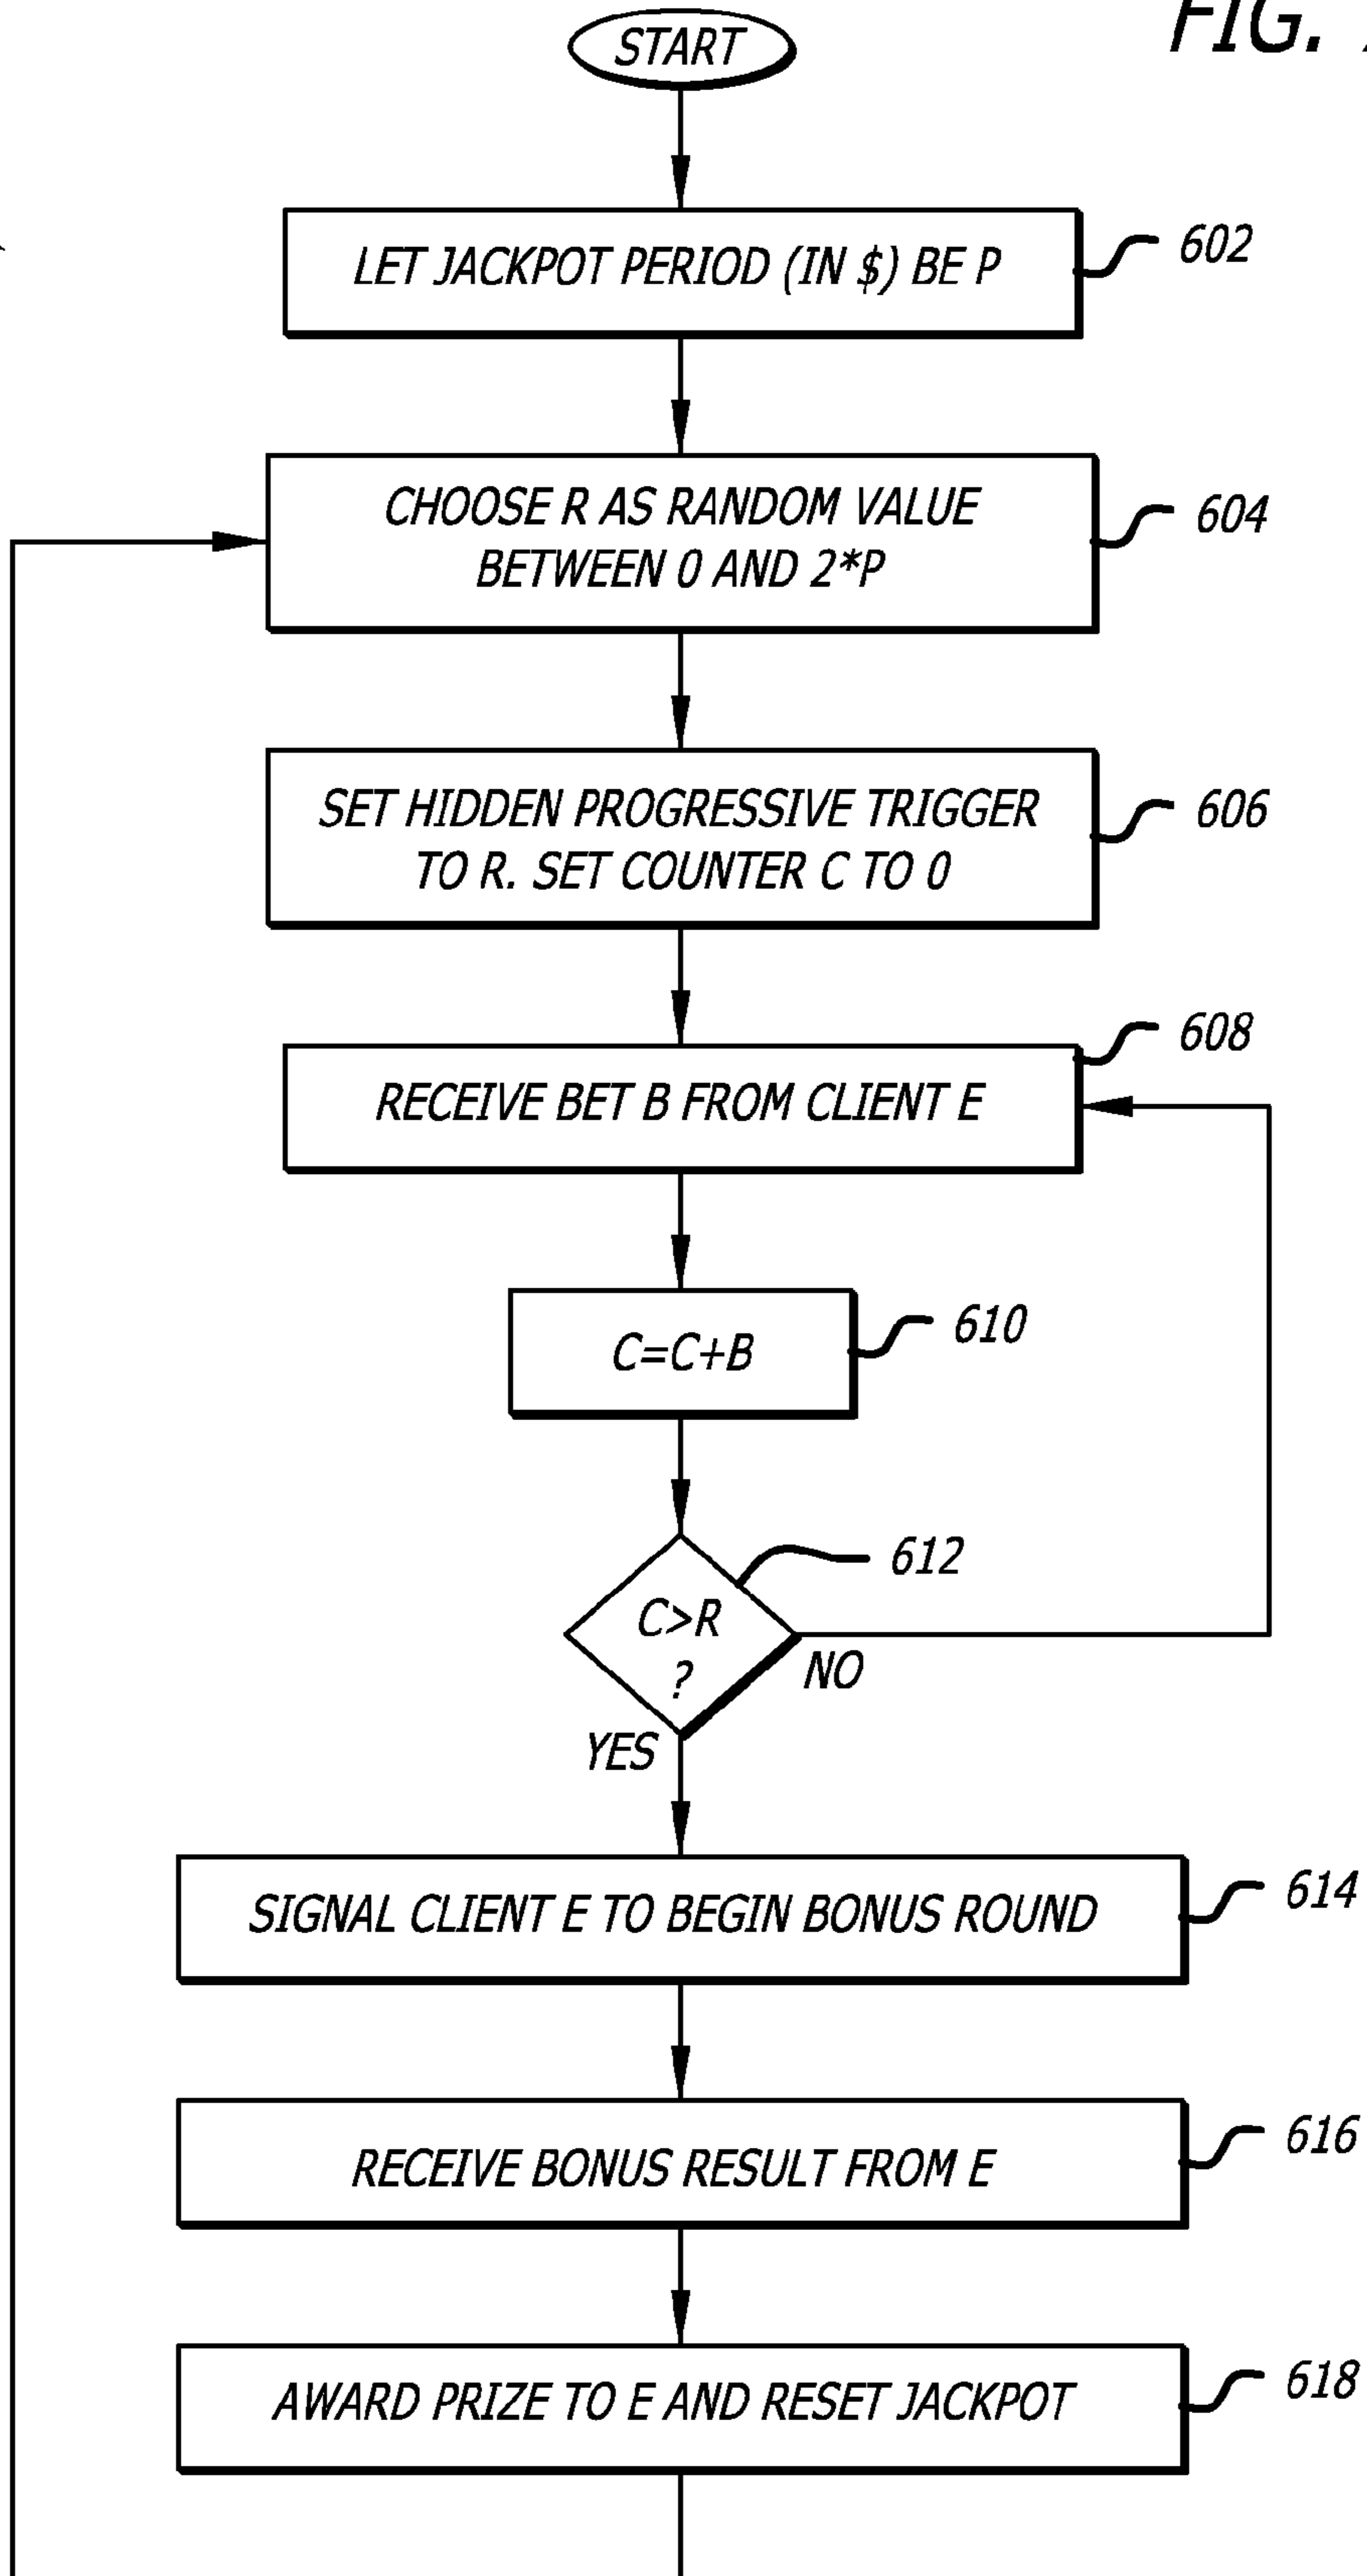 FIG.
START
LET JACKPOT PERIOD (IN $) BE P
602
CHOOSE R AS RANDOM VALUE
BETWEEN 0 AND 2*P
604
SET HIDDEN PROGRESSIVE TRIGGER
TO R. SET COUNTER C TO 0
606
608
RECEIVE BET B FROM CLIENT E
C=C+B
610
612
C>R
?
NO
YES
SIGNAL CLIENT E TO BEGIN BONUS ROUND
614
RECEIVE BONUS RESULT FROM E
616
AWARD PRIZE TO E AND RESET JACKPOT
618